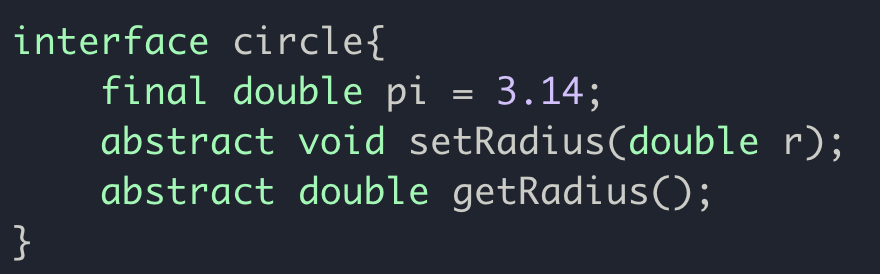 interface circle{
    final double pi = 3.14;
    abstract void setRadius(double r);
    abstract double getRadius();
}